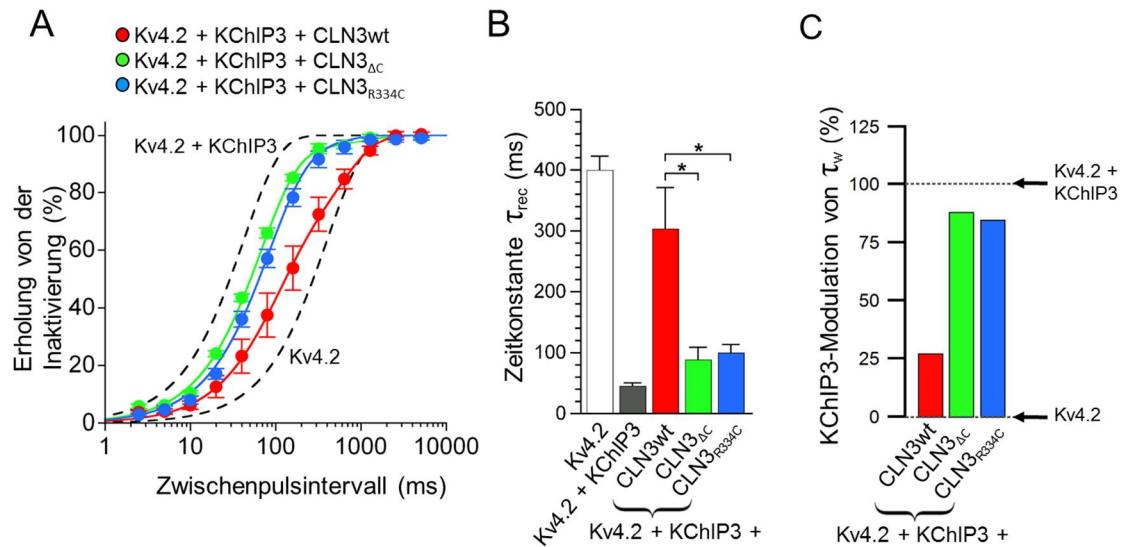 A
Kv4.2 + KChIP3 + CLN3wt
Kv4.2 + KChIP3 + CLN3ΔC
Kv4.2 + KChIP3 + CLN3R334C
Erholung von der
Inaktivierung (%)
100
80
60
40
20
0
Kv4.2 + KChIP3
Kv4.2
1
10
100
1000
10000
Zwischenpulsintervall (ms)
B
Zeitkonstante τrec (ms)
500
400
300
200
100
0
*
*
Kv4.2
Kv4.2 + KChIP3
CLN3wt
CLN3ΔC
CLN3R334C
Kv4.2 + KChIP3 +
C
KChIP3-Modulation von τw (%)
125
100
75
50
25
0
Kv4.2 +
KChIP3
Kv4.2
CLN3wt
CLN3ΔC
CLN3R334C
Kv4.2 + KChIP3 +